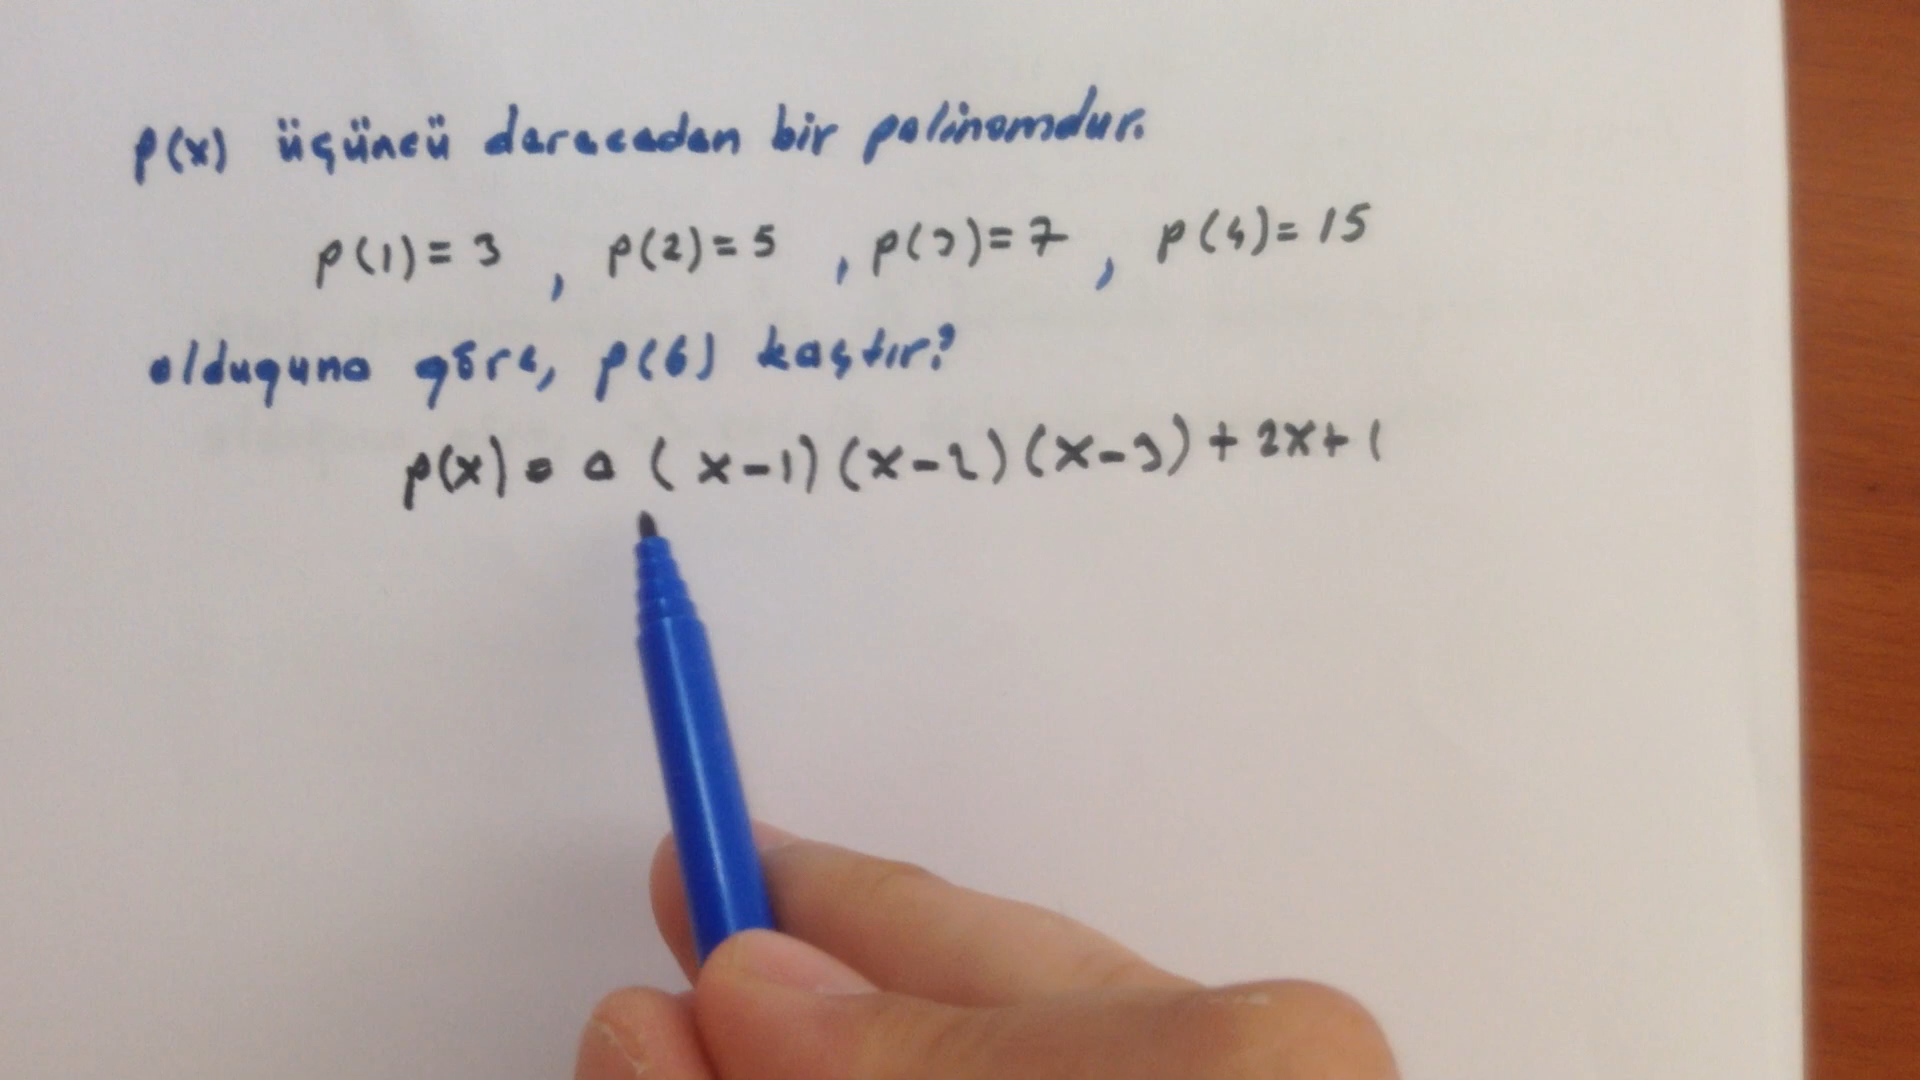 P(x) üçüncü dereceden bir polinomdur.
P(1)=3 , P(2)=5 , P(3)=7 , P(4)=15
olduguna göre, P(6) kaçtır?
P(x) = a (x-1)(x-2)(x-3)+2x+1